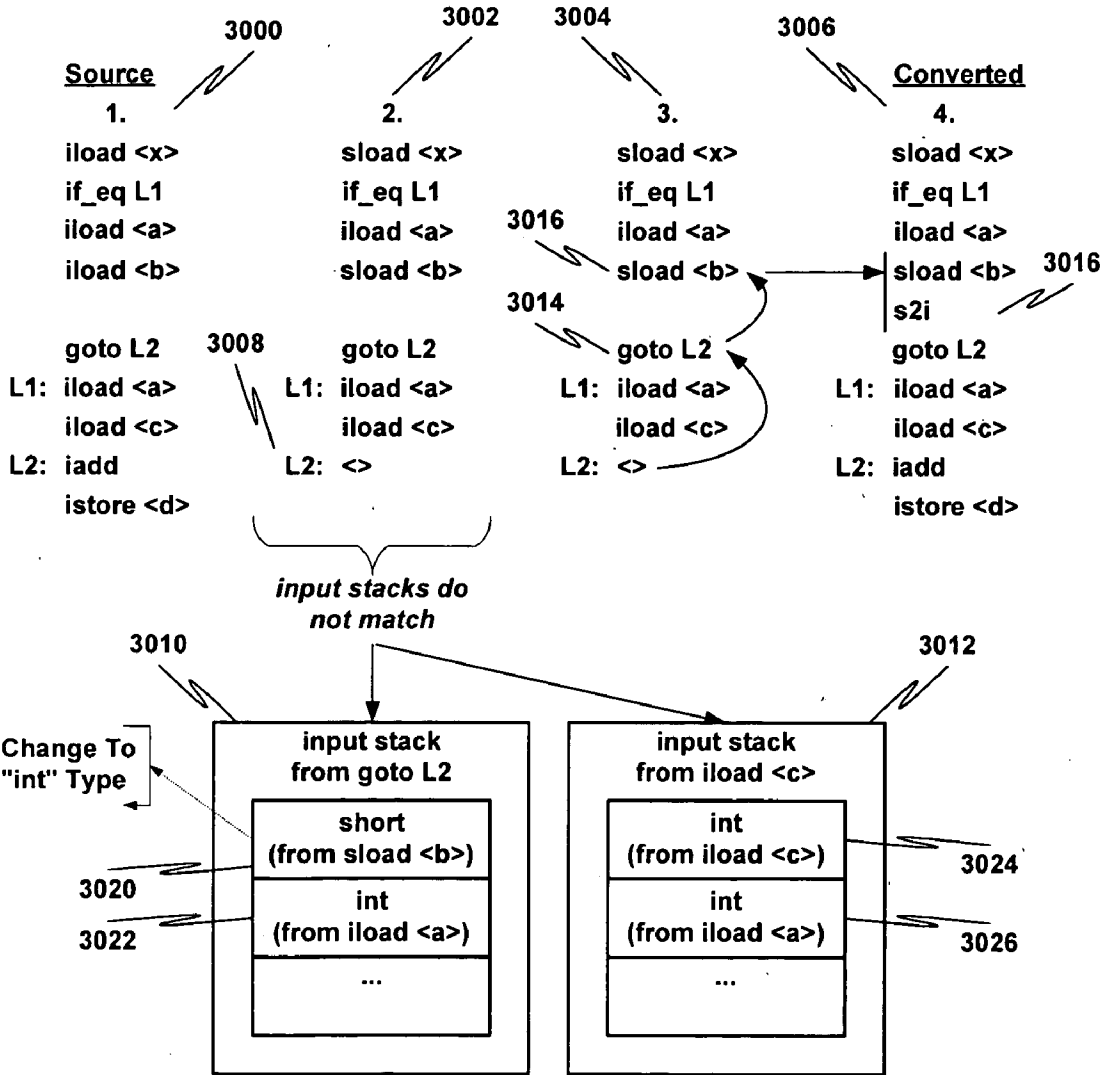 3000
3002
3004
3006
Source
1.
iload <x>
if_eq L1
iload <a>
iload <b>
goto L2
L1: iload <a>
iload <c>
L2: iadd
istore <d>
2.
sload <x>
if_eq L1
iload <a>
sload <b>
goto L2
L1: iload <a>
iload <c>
L2: <>
3008
3.
sload <x>
if_eq L1
iload <a>
3016
sload <b>
3014
goto L2
L1: iload <a>
iload <c>
L2: <>
Converted
4.
sload <x>
if_eq L1
iload <a>
sload <b>
3016
s2i
goto L2
L1: iload <a>
iload <c>
L2: iadd
istore <d>
input stacks do
not match
3010
3012
Change To
"int" Type
input stack
from goto L2
short
(from sload <b>)
3020
int
(from iload <a>)
3022
...
input stack
from iload <c>
int
(from iload <c>)
3024
int
(from iload <a>)
3026
...